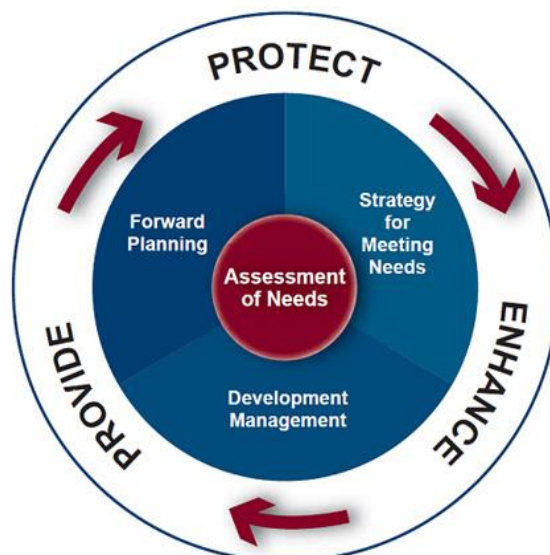 PROTECT
Strategy
for
Meeting
Needs
Forward
Planning
Assessment
of Needs
ENHANCE
PROVIDE
Development
Management